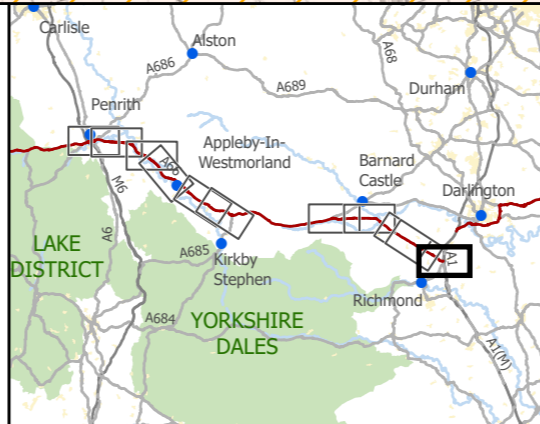 Carlisle
Alston
A68
A686
A689
Durham
Penrith
Appleby-In-
Westmorland
Barnard
Castle
Darlington
A66
M6
A6
LAKE
DISTRICT
A685
Kirkby
Stephen
A1
Richmond
A684
YORKSHIRE
DALES
A1(M)